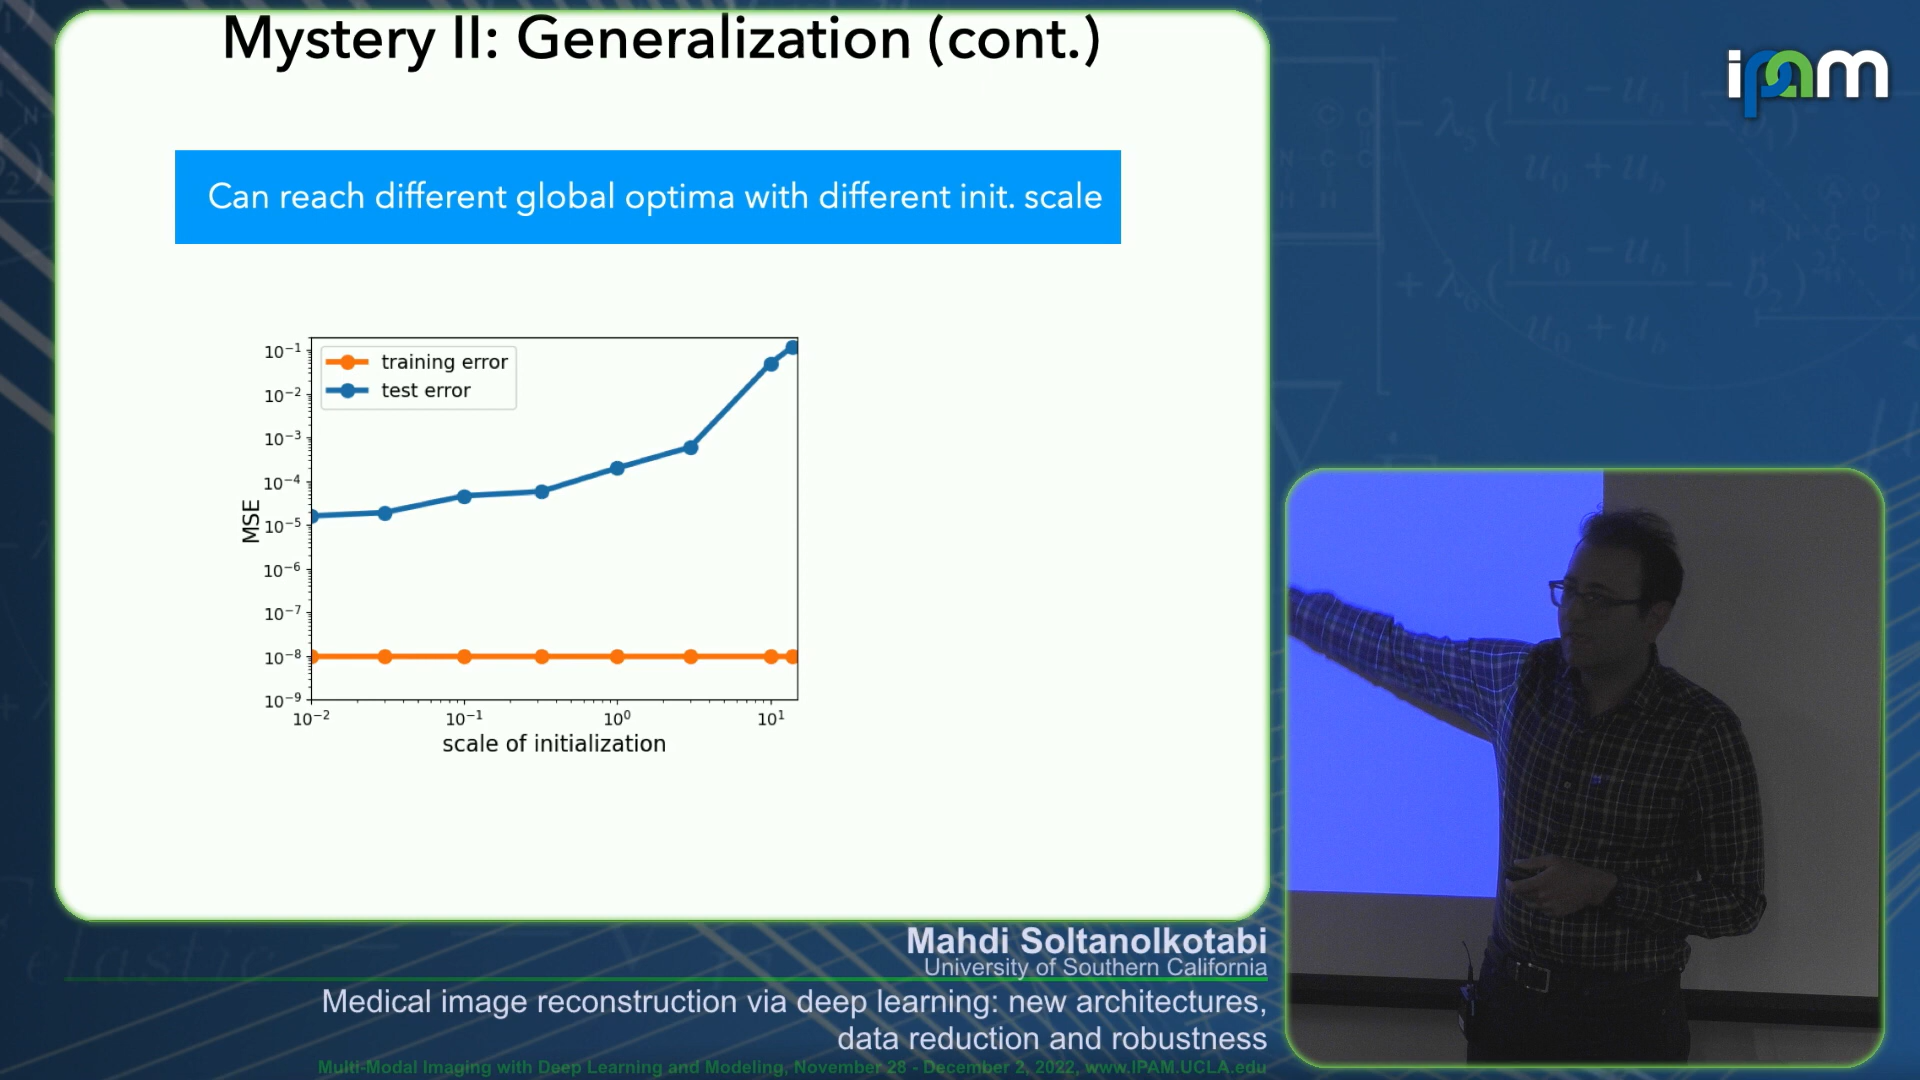 Mystery II: Generalization (cont.)
ipam
Can reach different global optima with different init. scale
training error
test error
10⁻¹
10⁻²
10⁻³
10⁻⁴
10⁻⁵
10⁻⁶
10⁻⁷
10⁻⁸
10⁻⁹
MSE
10⁻² 10⁻¹ 10⁰ 10¹
scale of initialization
Mahdi Soltanolkotabi
University of Southern California
Medical image reconstruction via deep learning: new architectures,
data reduction and robustness
Multi-Modal Imaging with Deep Learning and Modeling, November 28 - December 2, 2022, www.IPAM.UCLA.edu
elastic